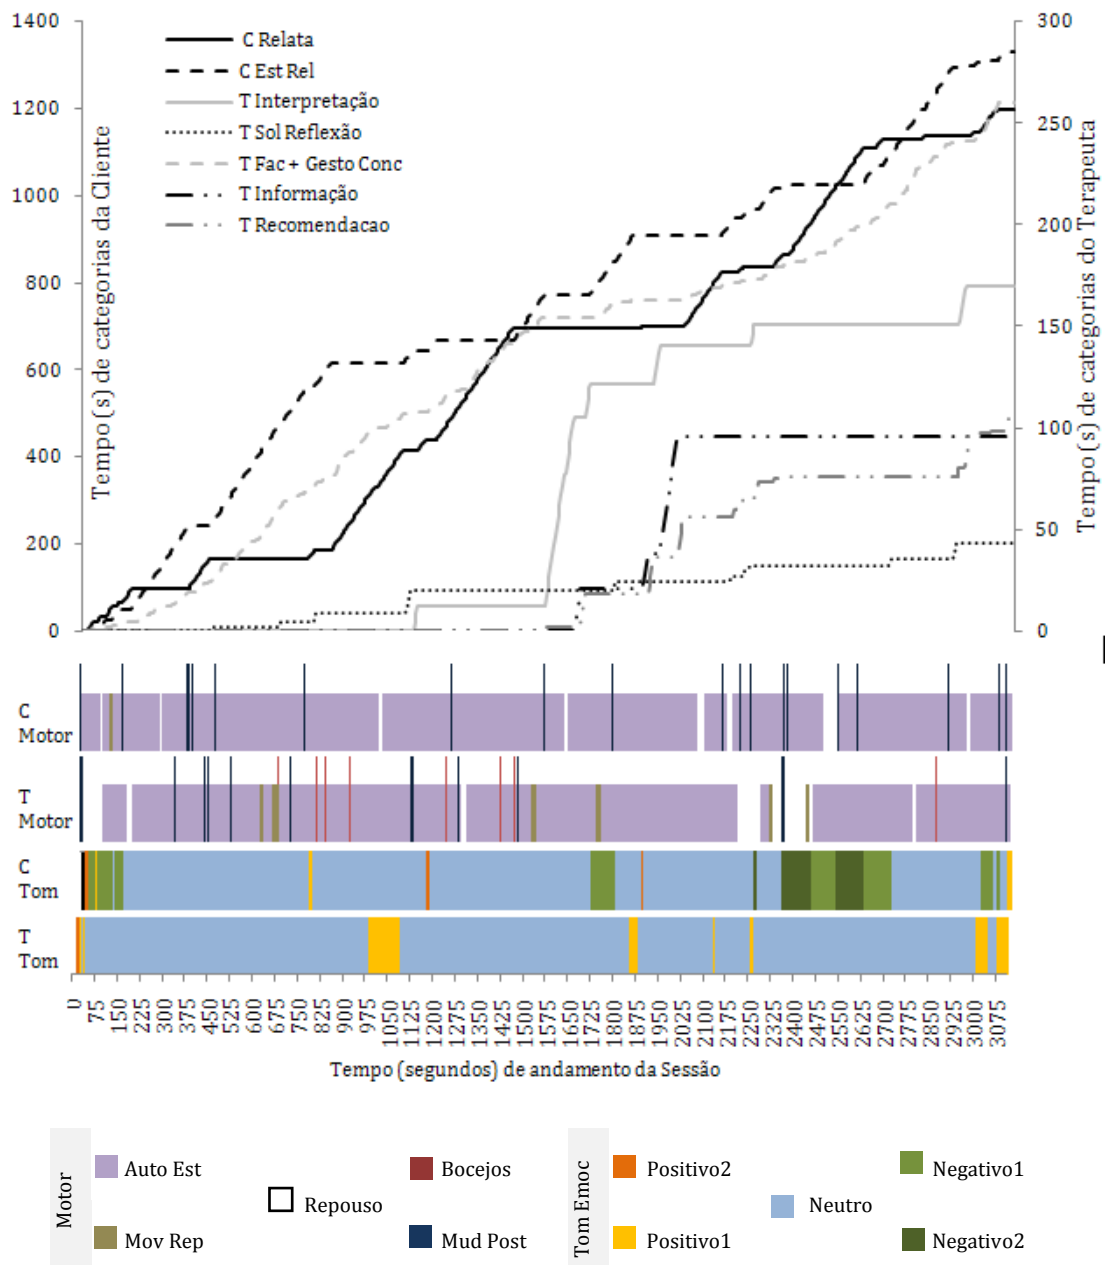 1400
1200
1000
800
600
400
200
0
Tempo (s) de categorias da Cliente
C Relata
C Est Rel
T Interpretação
T Sol Reflexão
T Fac + Gesto Conc
T Informação
T Recomendacao
300
250
200
150
100
50
0
Tempo (s) de categorias do Terapeuta
C
Motor
T
Motor
C
Tom
T
Tom
0 75 150 225 300 375 450 525 600 675 750 825 900 975 1050 1125 1200 1275 1350 1425 1500 1575 1650 1725 1800 1875 1950 2025 2100 2175 2250 2325 2400 2475 2550 2625 2700 2775 2850 2925 3000 3075
Tempo (segundos) de andamento da Sessão
Motor
Auto Est
Bocejos
Repouso
Mov Rep
Mud Post
Tom Emoc
Positivo2
Negativo1
Neutro
Positivo1
Negativo2